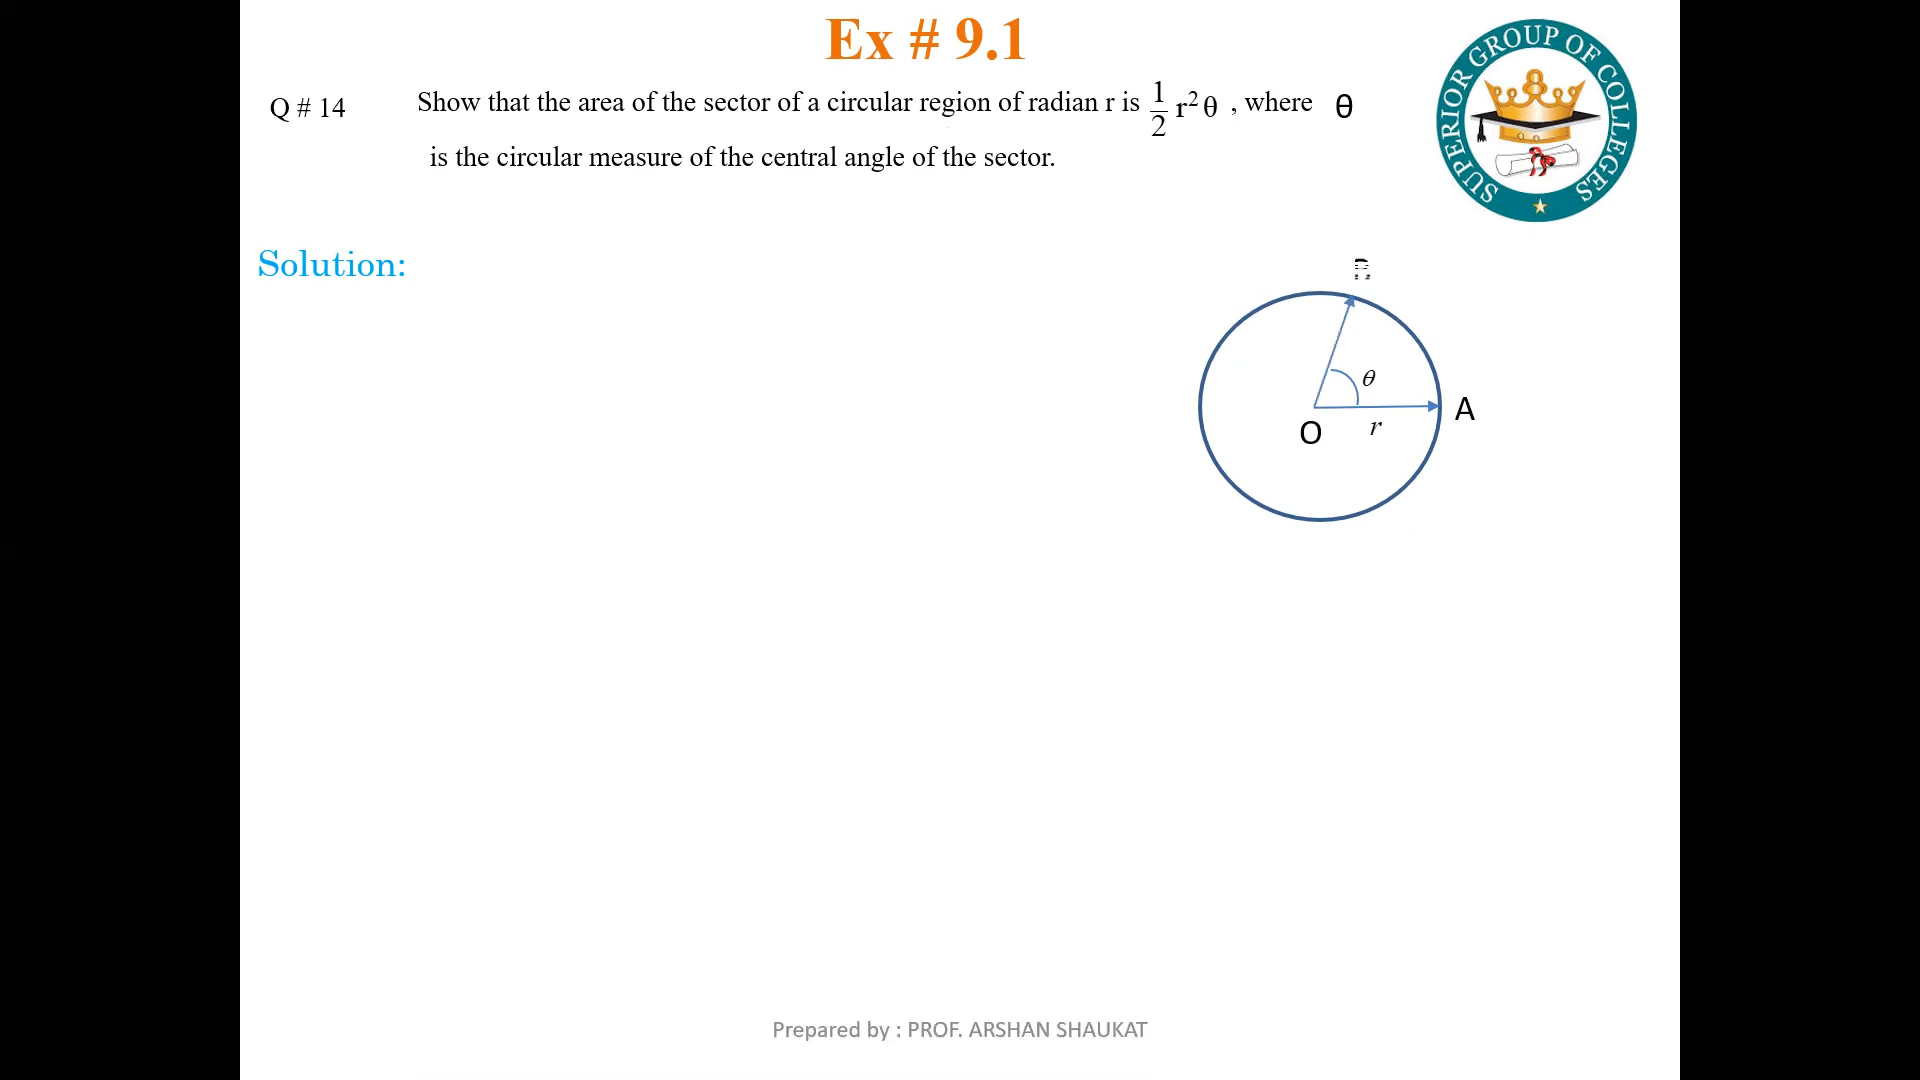 Ex # 9.1
SUPERIOR GROUP OF COLLEGES
Q # 14 Show that the area of the sector of a circular region of radian r is 1/2 r² θ , where θ
is the circular measure of the central angle of the sector.
Solution:
θ
A
O r
Prepared by : PROF. ARSHAN SHAUKAT